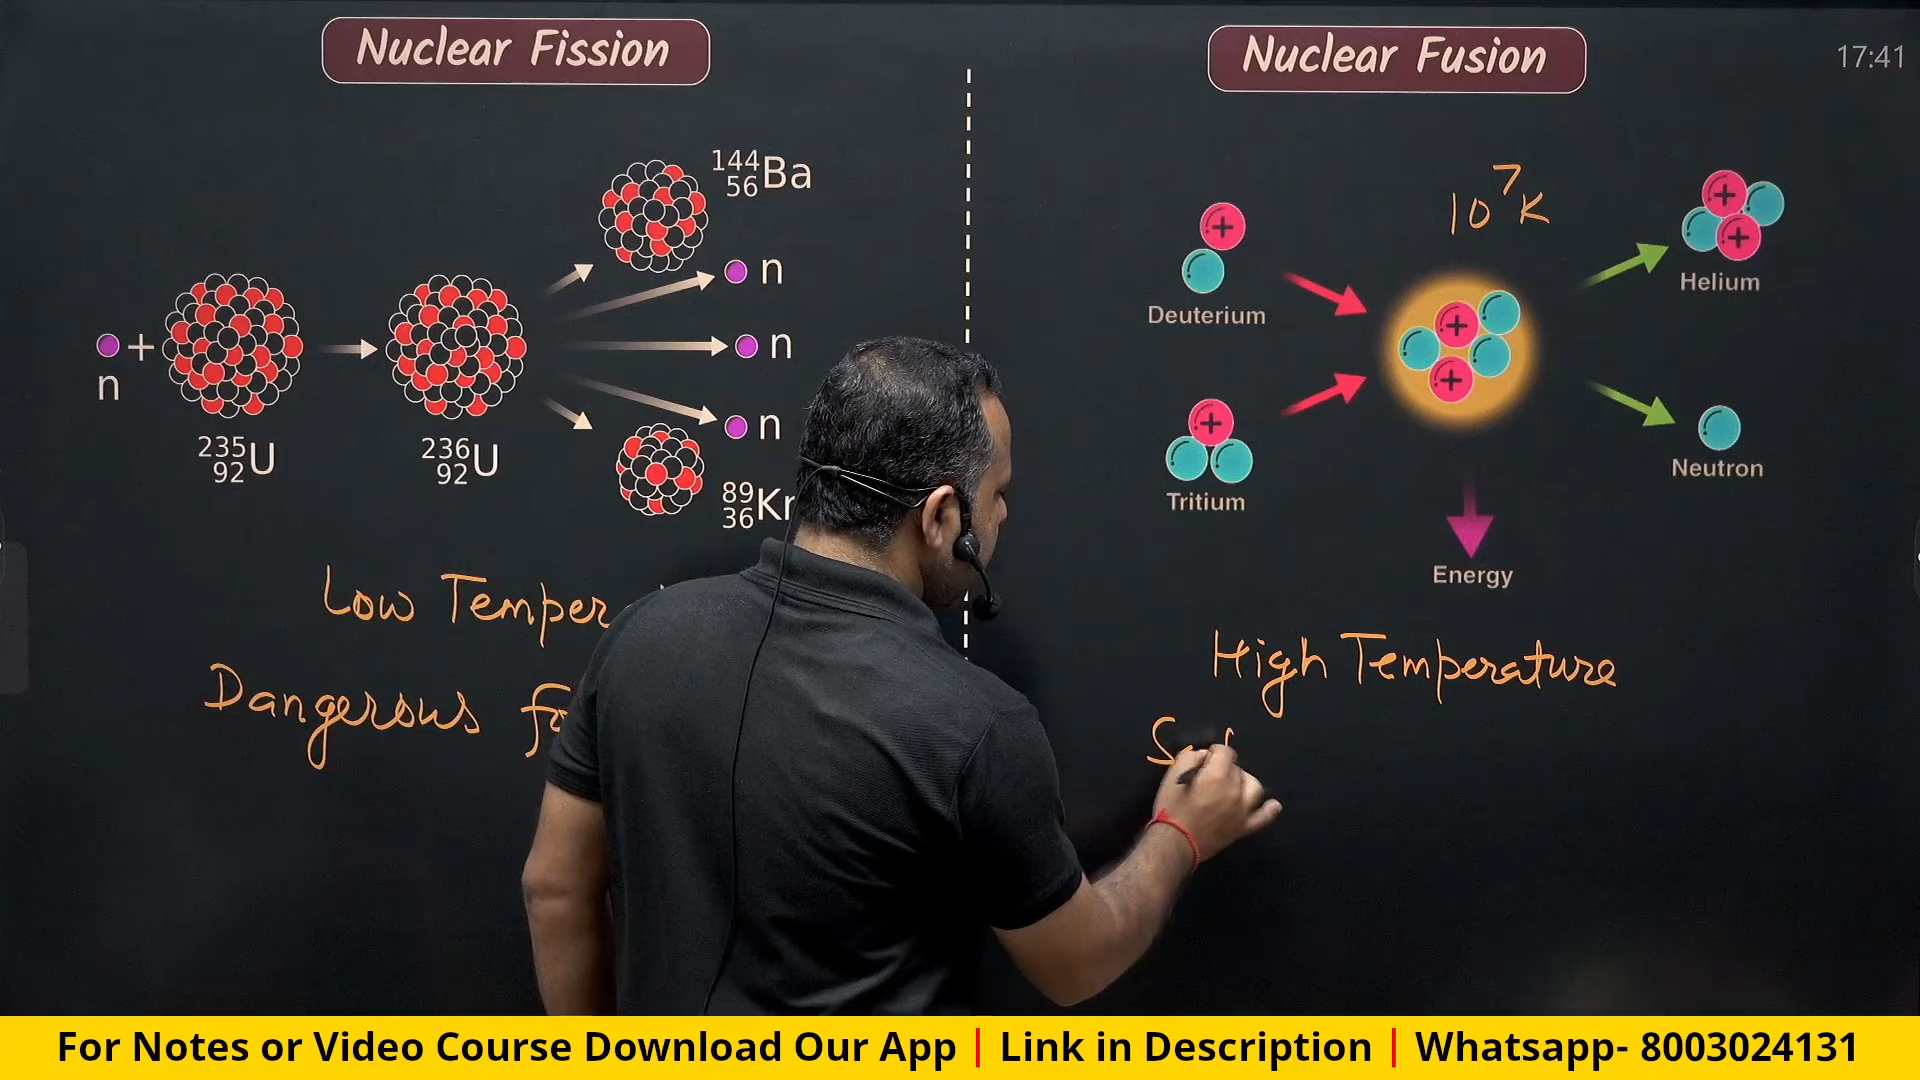 Nuclear Fission
Nuclear Fusion
17:41
144
56Ba
n
n
n
n
+
235
92U
236
92U
89
36Kr
10⁷K
Deuterium
Tritium
Helium
Neutron
Energy
Low Temper
Dangerous
High Temperature
For Notes or Video Course Download Our App | Link in Description | Whatsapp- 8003024131